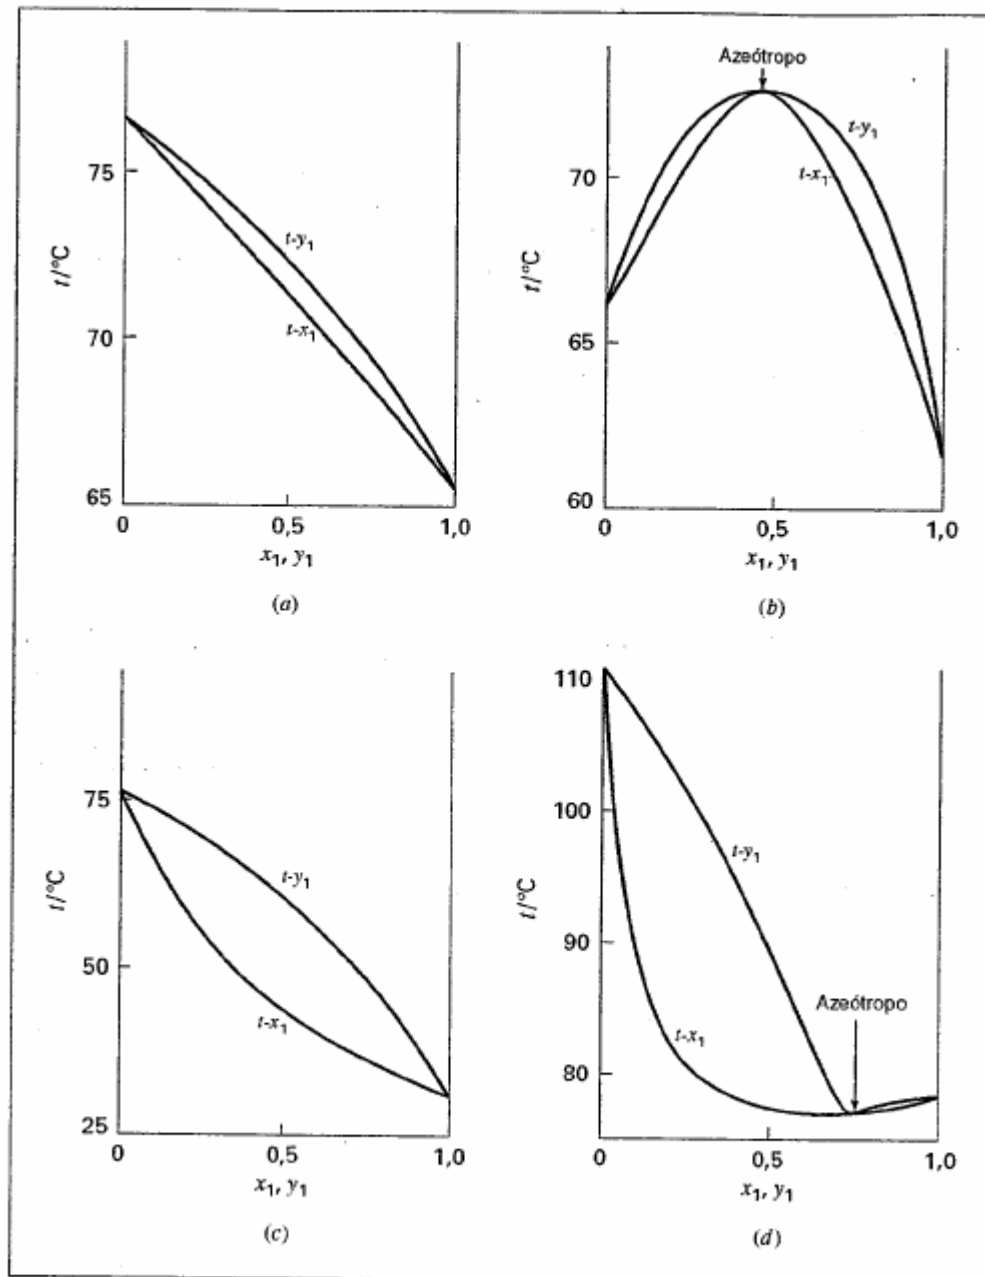 Azeótropo
t-y₁
t-x₁
75
70
65
t/°C
0
0,5
1,0
x₁, y₁
(a)
t-y₁
t-x₁
70
65
60
t/°C
0
0,5
1,0
x₁, y₁
(b)
75
50
25
t/°C
t-y₁
t-x₁
0
0,5
1,0
x₁, y₁
(c)
110
100
90
80
t/°C
t-y₁
t-x₁
Azeótropo
0
0,5
1,0
x₁, y₁
(d)